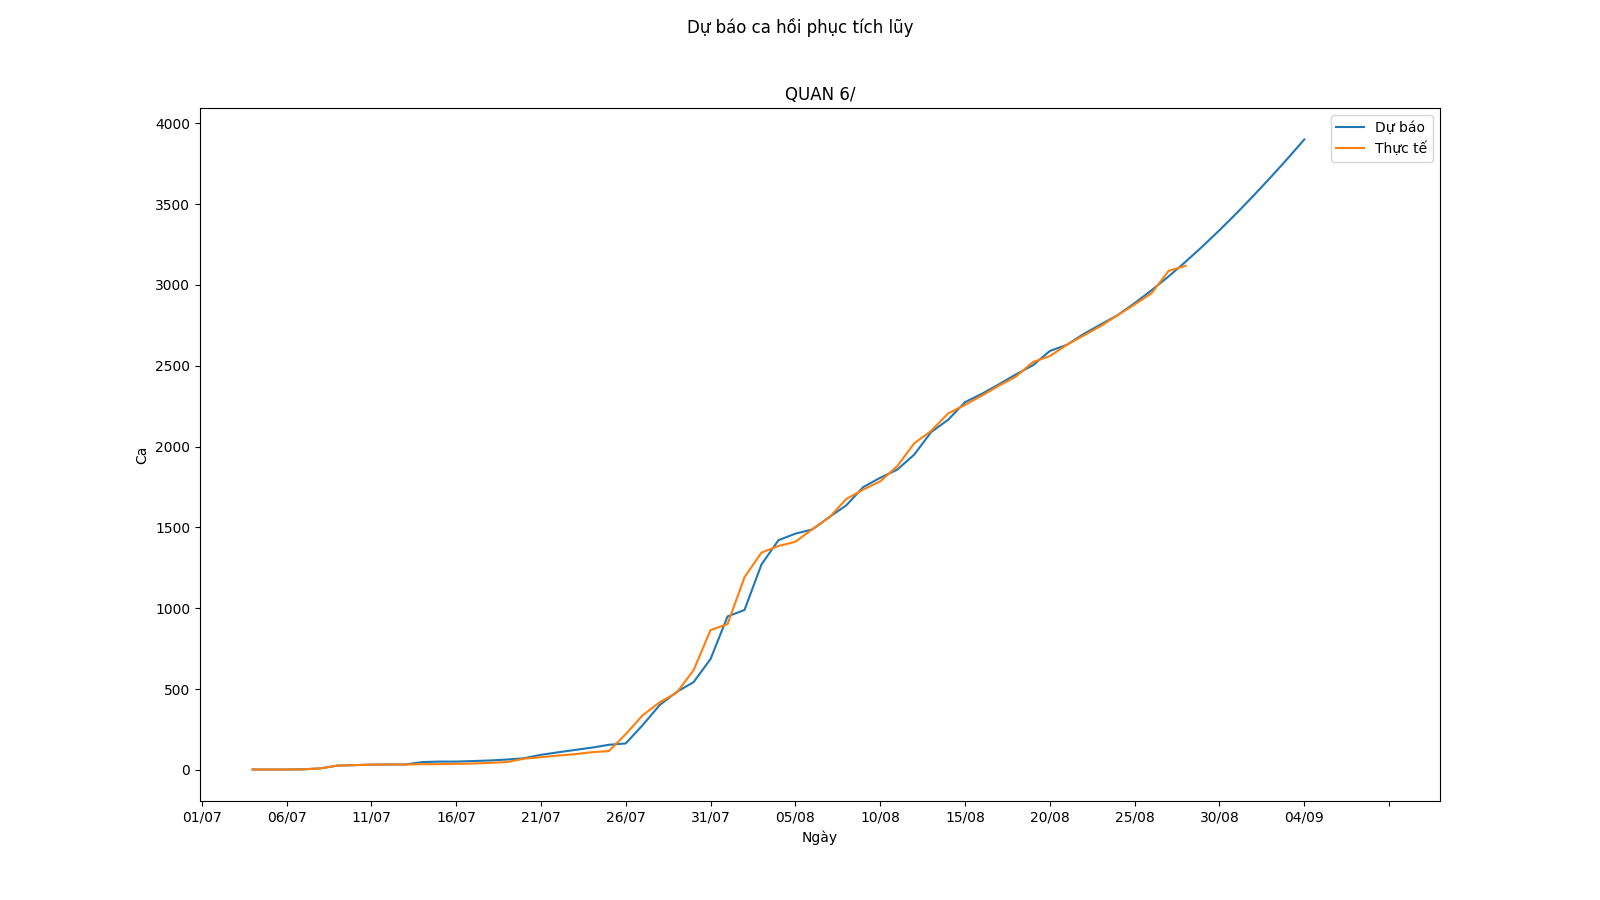 Dự báo ca hồi phục tích lũy
QUAN 6/
Dự báo
Thực tế
4000
3500
3000
2500
2000
1500
1000
500
0
Ca
01/07 06/07 11/07 16/07 21/07 26/07 31/07 05/08 10/08 15/08 20/08 25/08 30/08 04/09
Ngày